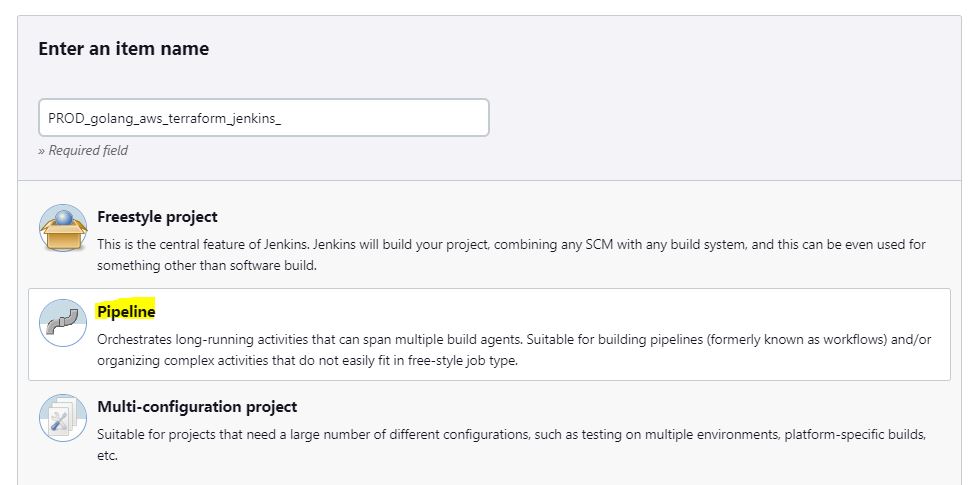 Enter an item name
PROD_golang_aws_terraform_jenkins_
» Required field
Freestyle project
This is the central feature of Jenkins. Jenkins will build your project, combining any SCM with any build system, and this can be even used for
something other than software build.
Pipeline
Orchestrates long-running activities that can span multiple build agents. Suitable for building pipelines (formerly known as workflows) and/or
organizing complex activities that do not easily fit in free-style job type.
Multi-configuration project
Suitable for projects that need a large number of different configurations, such as testing on multiple environments, platform-specific builds,
etc.